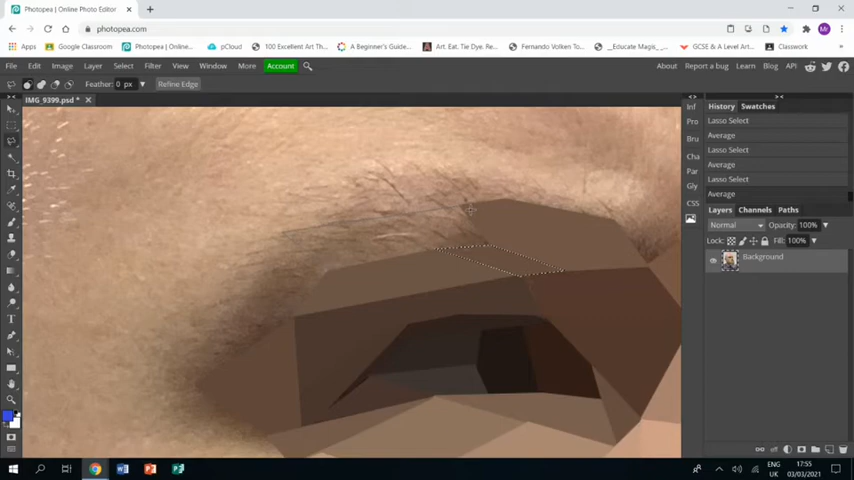 Photopea | Online Photo Editor
photopea.com
Apps Google Classroom Photopea | Online... pCloud 100 Excellent Art Th... A Beginner's Guide... Art. Eat. Tie Dye. Re... Fernando Volken To... __Educate Magis_-... GCSE & A Level Art... Classwork
File Edit Image Layer Select Filter View Window More Account About Report a bug Learn Blog API
Feather: 0 px Refine Edge
IMG_9399.psd *
Inf
Pro
Bru
Cha
Par
Gly
CSS
History Swatches
Lasso Select
Average
Lasso Select
Average
Lasso Select
Average
Layers Channels Paths
Normal Opacity: 100%
Lock: Fill: 100%
Background
ENG
UK
17:55
03/03/2021